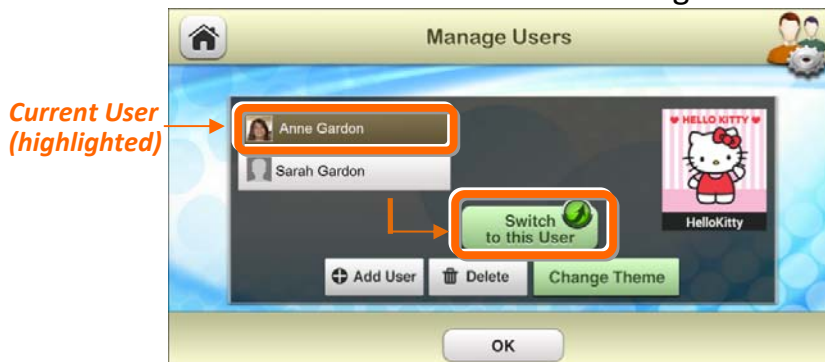 Manage Users
Current User
(highlighted)
Anne Gardon
Sarah Gardon
♥ HELLO KITTY ♥
HelloKitty
Switch
to this User
Add User
Delete
Change Theme
OK